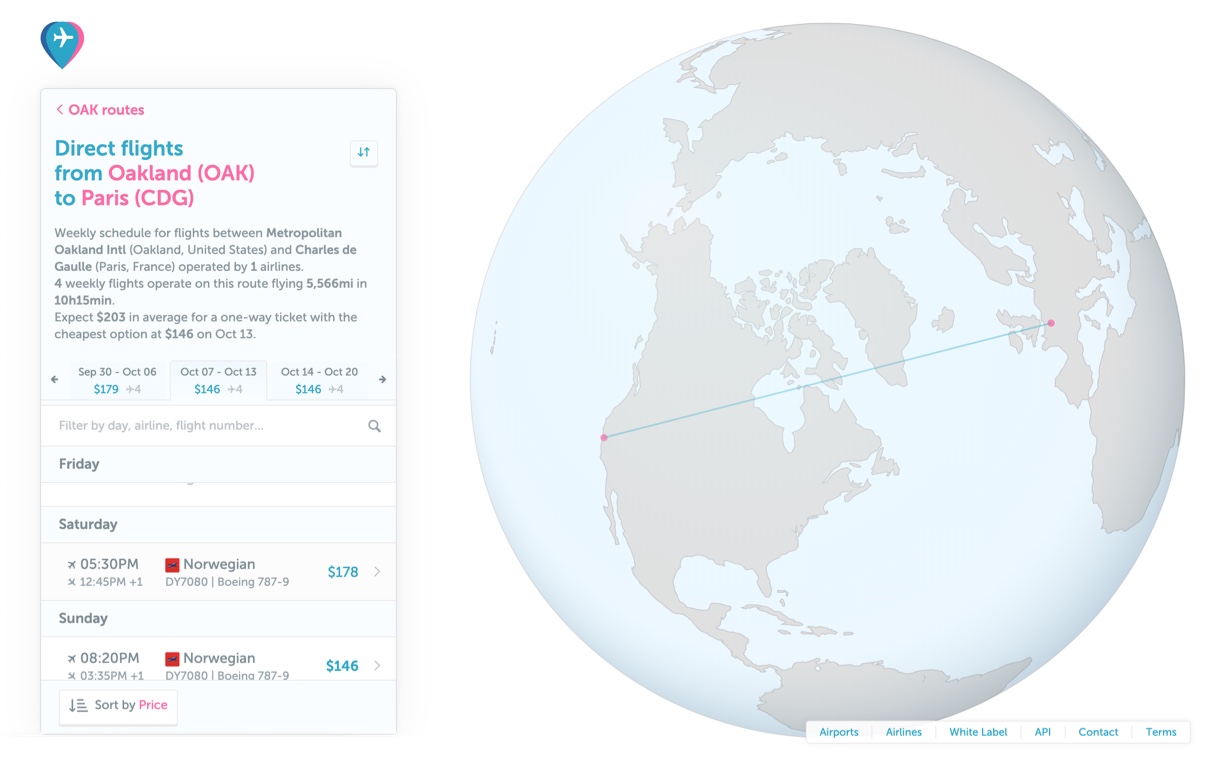 OAK routes
Direct flights
from Oakland (OAK)
to Paris (CDG)
Weekly schedule for flights between Metropolitan
Oakland Intl (Oakland, United States) and Charles de
Gaulle (Paris, France) operated by 1 airlines.
4 weekly flights operate on this route flying 5,566mi in
10h15min.
Expect $203 in average for a one-way ticket with the
cheapest option at $146 on Oct 13.
Sep 30 - Oct 06
$179 4
Oct 07 - Oct 13
$146 4
Oct 14 - Oct 20
$146 4
Filter by day, airline, flight number...
Friday
Saturday
05:30PM Norwegian $178
12:45PM +1 DY7080 | Boeing 787-9
Sunday
08:20PM Norwegian $146
03:35PM +1 DY7080 | Boeing 787-9
Sort by Price
Airports Airlines White Label API Contact Terms